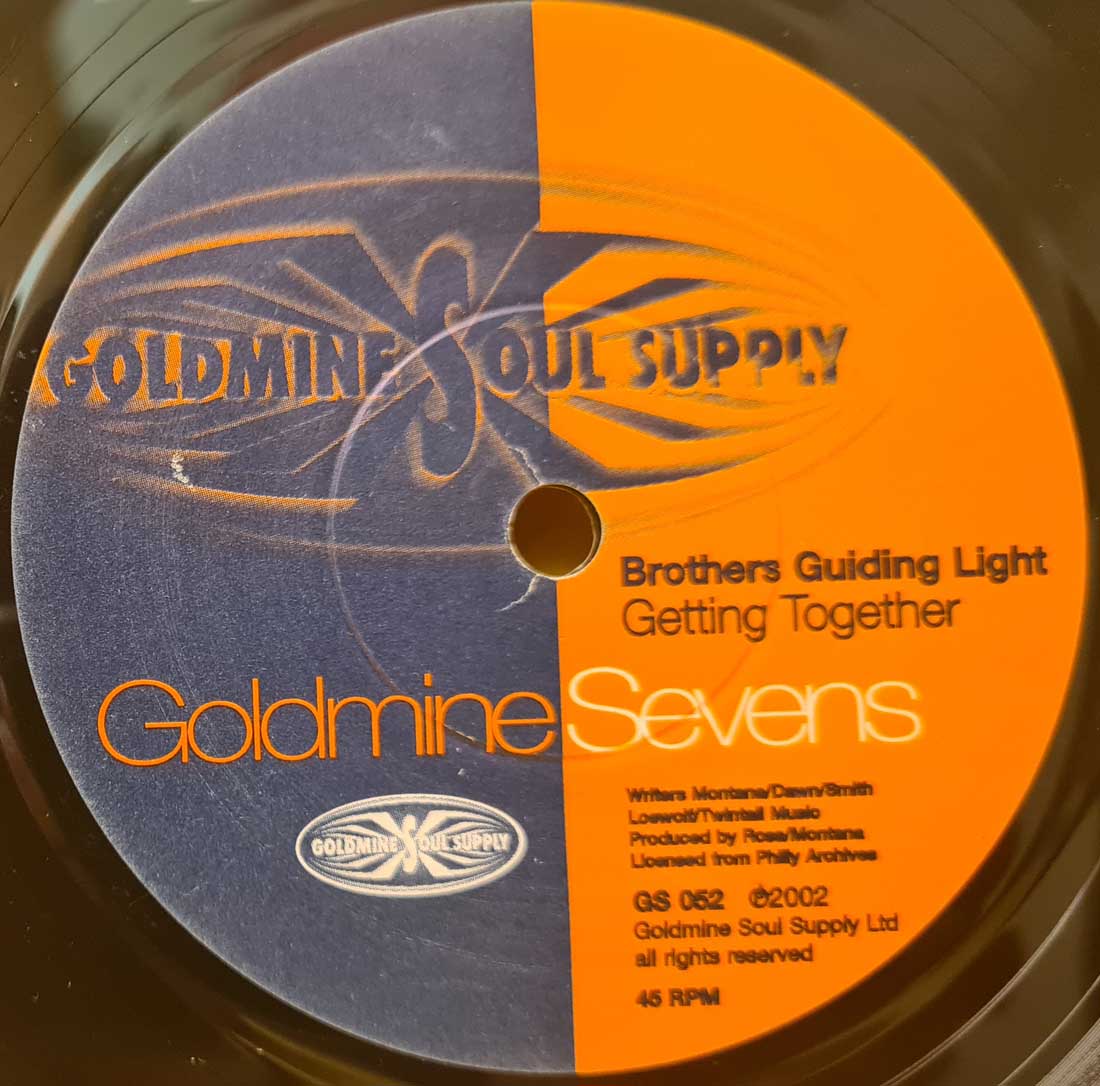 GOLDMINE SOUL SUPPLY
Brothers Guiding Light
Getting Together
Goldmine Sevens
GOLDMINE SOUL SUPPLY
Writers Montana/Dawn/Smith
Loewolf/Twintail Music
Produced by Rosa/Montana
Licensed from Philly Archives
GS 052 ℗2002
Goldmine Soul Supply Ltd
all rights reserved
45 RPM